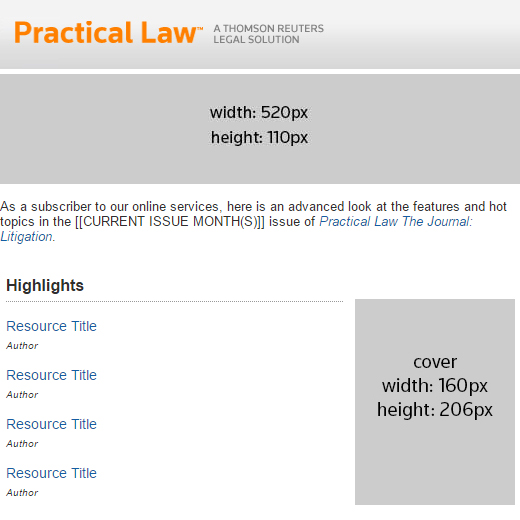 Practical Law™ A THOMSON REUTERS
LEGAL SOLUTION
width: 520px
height: 110px
As a subscriber to our online services, here is an advanced look at the features and hot
topics in the [[CURRENT ISSUE MONTH(S)]] issue of Practical Law The Journal:
Litigation.
Highlights
Resource Title
Author
Resource Title
Author
Resource Title
Author
Resource Title
Author
cover
width: 160px
height: 206px